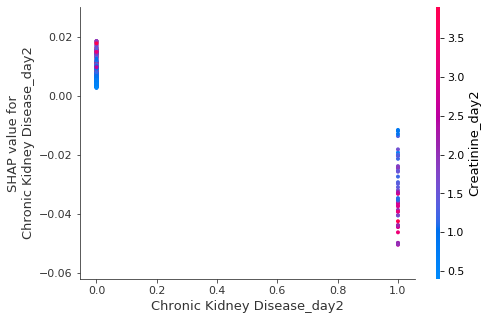 0.02
0.00
−0.02
−0.04
−0.06
SHAP value for
Chronic Kidney Disease_day2
0.0 0.2 0.4 0.6 0.8 1.0
Chronic Kidney Disease_day2
3.5
3.0
2.5
2.0
1.5
1.0
0.5
Creatinine_day2